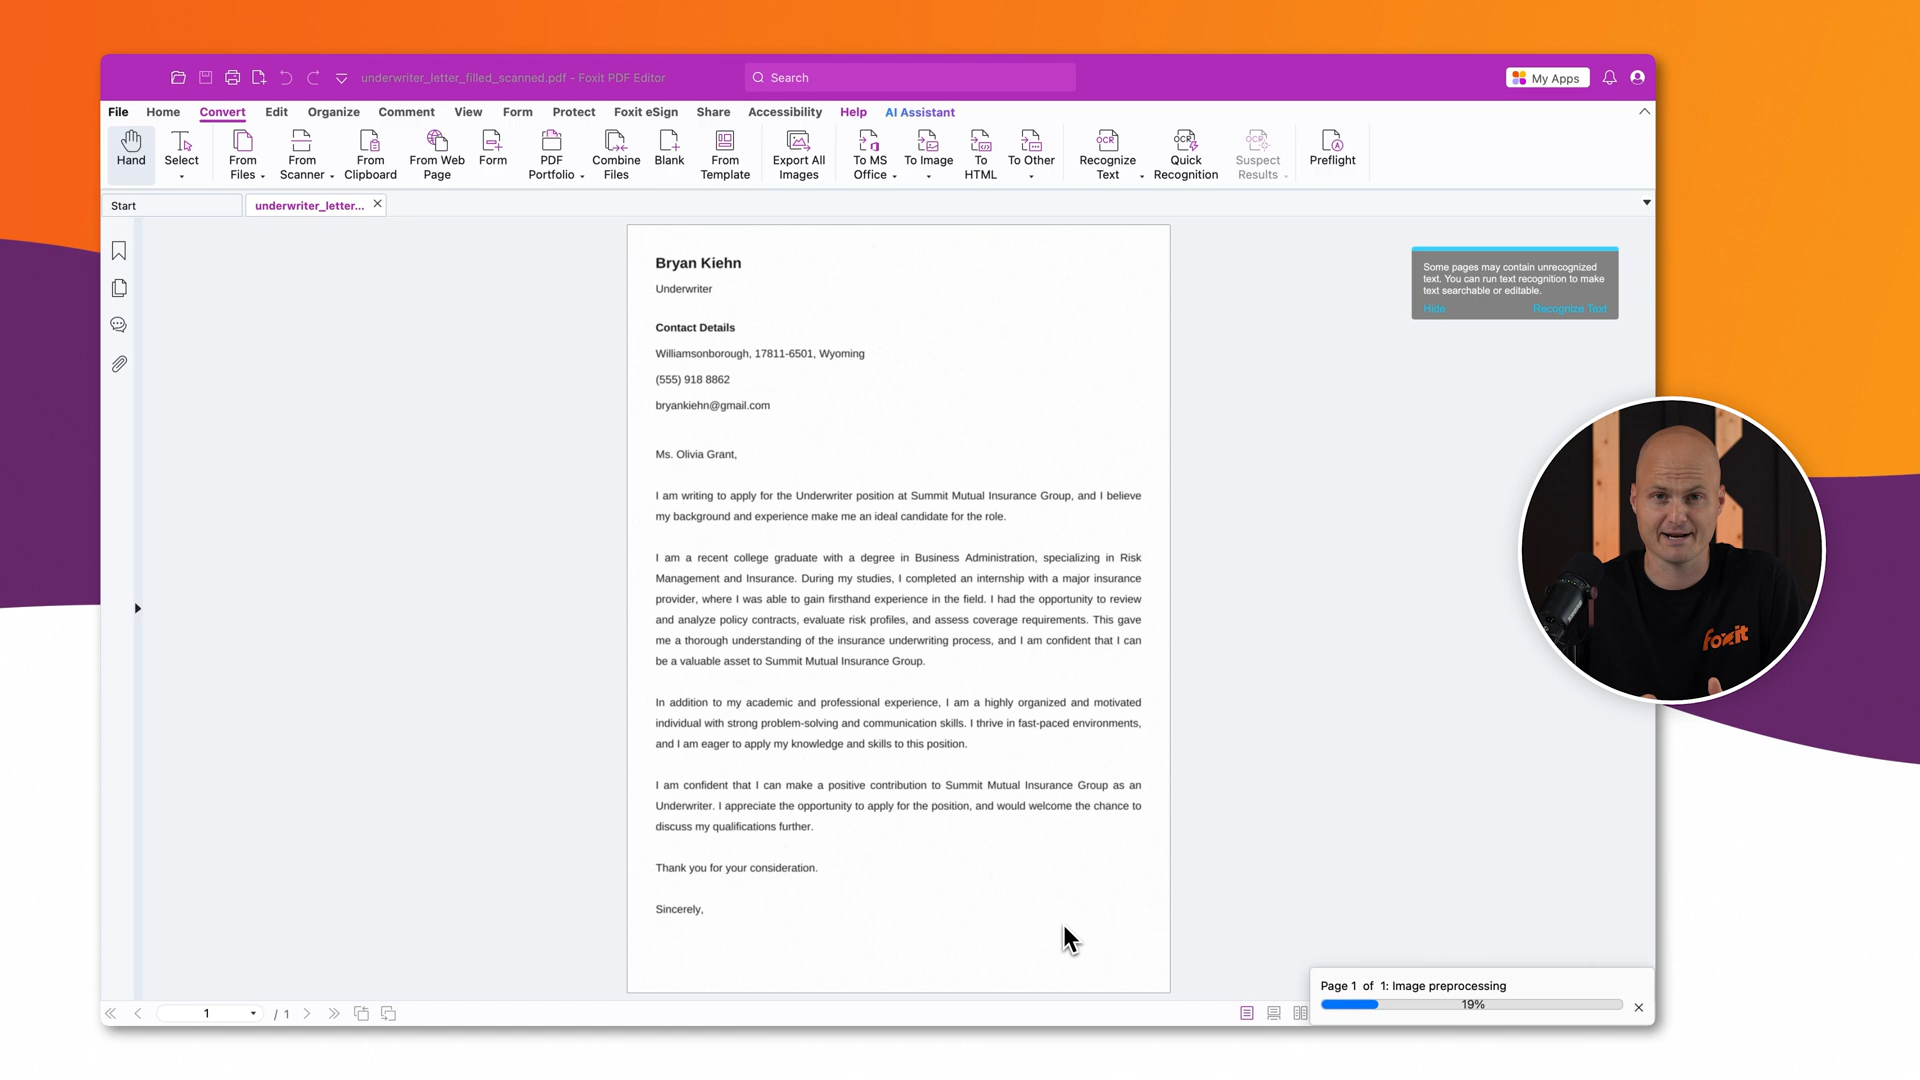 underwriter_letter_filled_scanned.pdf - Foxit PDF Editor
Search
My Apps
File Home Convert Edit Organize Comment View Form Protect Foxit eSign Share Accessibility Help AI Assistant
Hand
Select
From Files
From Scanner
From Clipboard
From Web Page
Form
PDF Portfolio
Combine Files
Blank
From Template
Export All Images
To MS Office
To Image
To HTML
To Other
OCR
Recognize Text
OCR
Quick Recognition
OCR
Suspect Results
Preflight
Start
underwriter_letter...
Bryan Kiehn
Underwriter
Contact Details
Williamsonborough, 17811-6501, Wyoming
(555) 918 8862
bryankiehn@gmail.com
Ms. Olivia Grant,
I am writing to apply for the Underwriter position at Summit Mutual Insurance Group, and I believe
my background and experience make me an ideal candidate for the role.
I am a recent college graduate with a degree in Business Administration, specializing in Risk
Management and Insurance. During my studies, I completed an internship with a major insurance
provider, where I was able to gain firsthand experience in the field. I had the opportunity to review
and analyze policy contracts, evaluate risk profiles, and assess coverage requirements. This gave
me a thorough understanding of the insurance underwriting process, and I am confident that I can
be a valuable asset to Summit Mutual Insurance Group.
In addition to my academic and professional experience, I am a highly organized and motivated
individual with strong problem-solving and communication skills. I thrive in fast-paced environments,
and I am eager to apply my knowledge and skills to this position.
I am confident that I can make a positive contribution to Summit Mutual Insurance Group as an
Underwriter. I appreciate the opportunity to apply for the position, and would welcome the chance to
discuss my qualifications further.
Thank you for your consideration.
Sincerely,
Some pages may contain unrecognized
text. You can run text recognition to make
text searchable or editable.
Hide Recognize Text
foxit
Page 1 of 1: Image preprocessing
19%
1 / 1